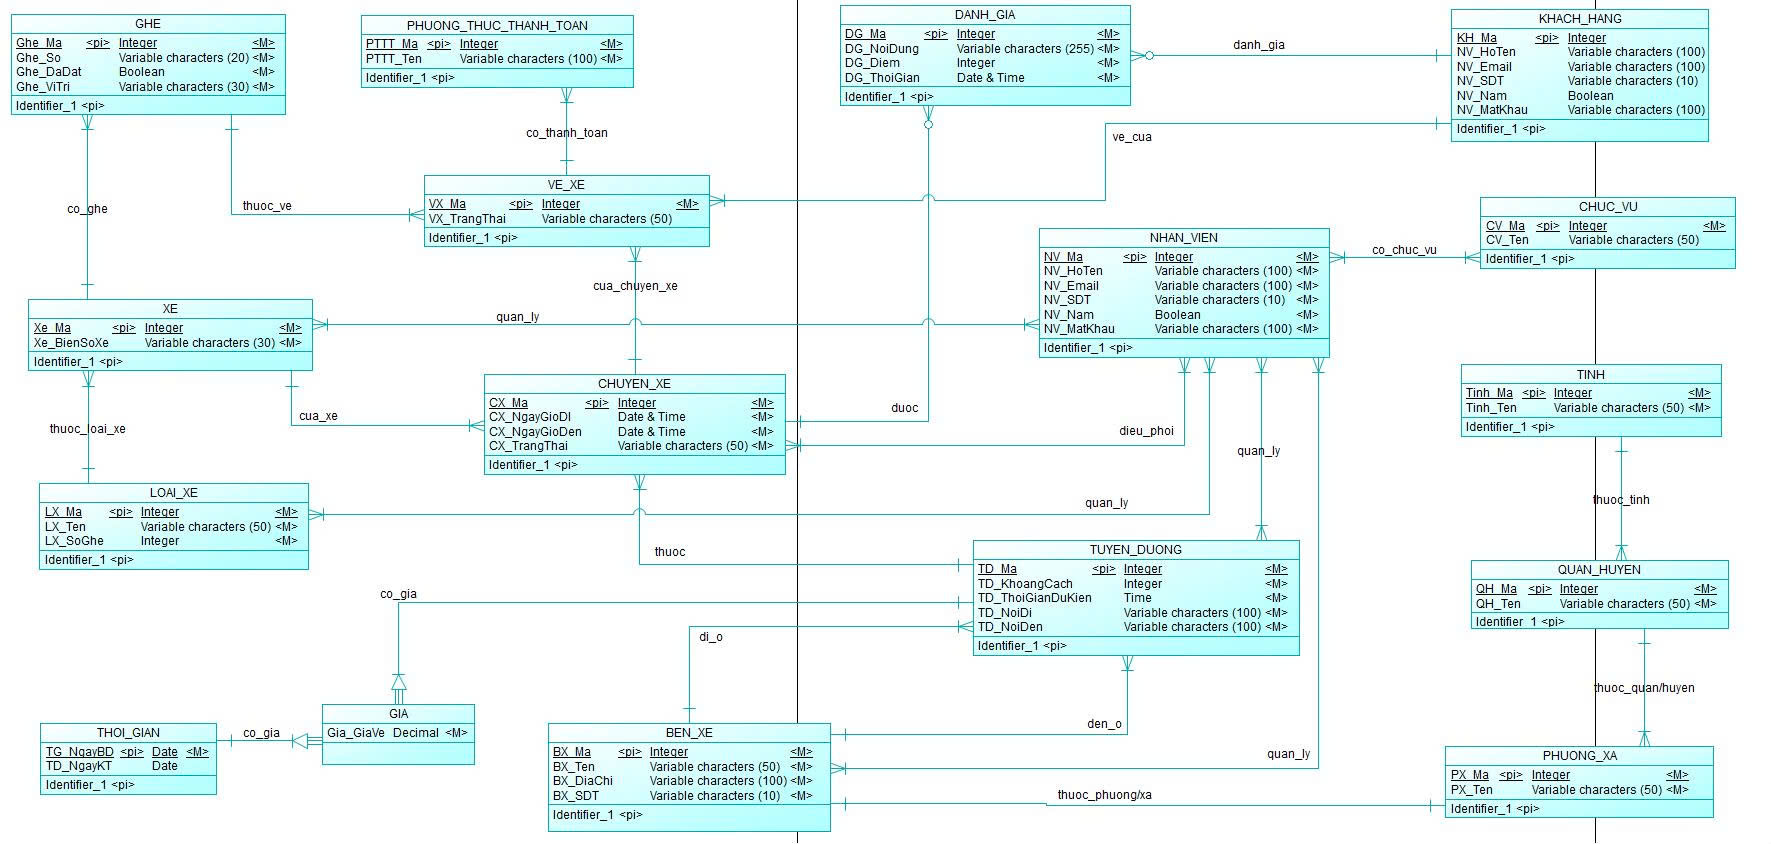 GHE
Ghe_Ma <pi> Integer <M>
Ghe_So Variable characters (20) <M>
Ghe_DaDat Boolean <M>
Ghe_ViTri Variable characters (30) <M>
Identifier_1 <pi>
PHUONG_THUC_THANH_TOAN
PTTT_Ma <pi> Integer <M>
PTTT_Ten Variable characters (100) <M>
Identifier_1 <pi>
DANH_GIA
DG_Ma <pi> Integer <M>
DG_NoiDung Variable characters (255) <M>
DG_Diem Integer <M>
DG_ThoiGian Date & Time <M>
Identifier_1 <pi>
danh_gia
KHACH_HANG
KH_Ma <pi> Integer
NV_HoTen Variable characters (100)
NV_Email Variable characters (100)
NV_SDT Variable characters (10)
NV_Nam Boolean
NV_MatKhau Variable characters (100)
Identifier_1 <pi>
co_thanh_toan
ve_cua
co_ghe
thuoc_ve
VE_XE
VX_Ma <pi> Integer <M>
VX_TrangThai Variable characters (50)
Identifier_1 <pi>
CHUC_VU
CV_Ma <pi> Integer <M>
CV_Ten Variable characters (50)
Identifier_1 <pi>
NHAN_VIEN
NV_Ma <pi> Integer <M>
NV_HoTen Variable characters (100) <M>
NV_Email Variable characters (100) <M>
NV_SDT Variable characters (10) <M>
NV_Nam Boolean <M>
NV_MatKhau Variable characters (100) <M>
Identifier_1 <pi>
co_chuc_vu
cua_chuyen_xe
quan_ly
XE
Xe_Ma <pi> Integer <M>
Xe_BienSoXe Variable characters (30) <M>
Identifier_1 <pi>
CHUYEN_XE
CX_Ma <pi> Integer <M>
CX_NgayGioDI Date & Time <M>
CX_NgayGioDen Date & Time <M>
CX_TrangThai Variable characters (50) <M>
Identifier_1 <pi>
cua_xe
thuoc_loai_xe
duoc
dieu_phoi
quan_ly
TINH
Tinh_Ma <pi> Integer <M>
Tinh_Ten Variable characters (50) <M>
Identifier_1 <pi>
LOAI_XE
LX_Ma <pi> Integer <M>
LX_Ten Variable characters (50) <M>
LX_SoGhe Integer <M>
Identifier_1 <pi>
quan_ly
thuoc_tinh
thuoc
TUYEN_DUONG
TD_Ma <pi> Integer <M>
TD_KhoangCach Integer <M>
TD_ThoiGianDuKien Time <M>
TD_NoiDi Variable characters (100) <M>
TD_NoiDen Variable characters (100) <M>
Identifier_1 <pi>
QUAN_HUYEN
QH_Ma <pi> Integer <M>
QH_Ten Variable characters (50) <M>
Identifier_1 <pi>
co_gia
di_o
thuoc_quan/huyen
THOI_GIAN
TG_NgayBD <pi> Date <M>
TD_NgayKT Date
Identifier_1 <pi>
co_gia
GIA
Gia_GiaVe Decimal <M>
BEN_XE
BX_Ma <pi> Integer <M>
BX_Ten Variable characters (50) <M>
BX_DiaChi Variable characters (100) <M>
BX_SDT Variable characters (10) <M>
Identifier_1 <pi>
den_o
quan_ly
thuoc_phuong/xa
PHUONG_XA
PX_Ma <pi> Integer <M>
PX_Ten Variable characters (50) <M>
Identifier_1 <pi>